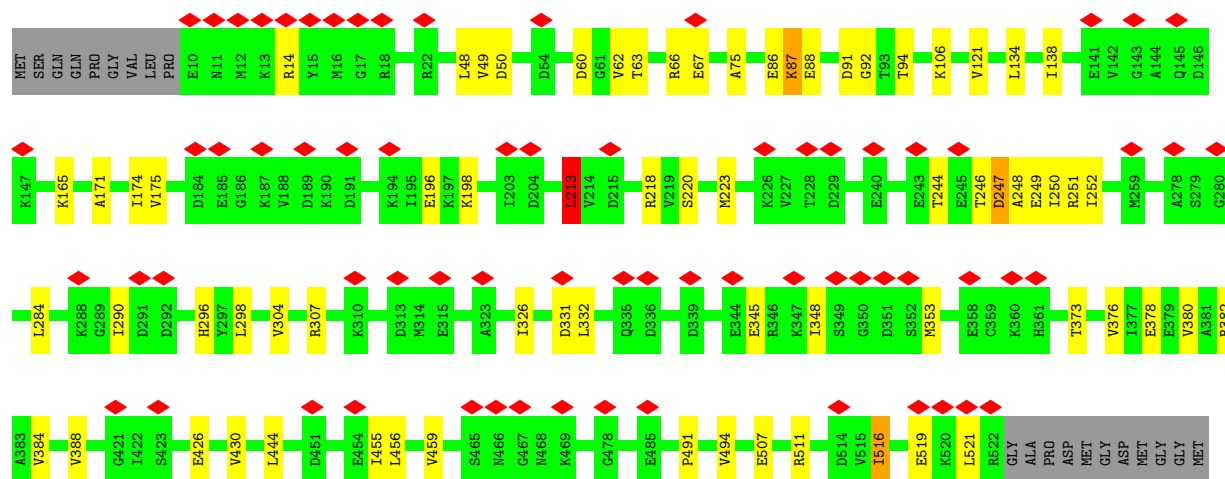 MET SER GLN GLN PRO GLY VAL LEU PRO E10 N11 M12 K13 R14 Y15 M16 G17 R18 R22 L48 V49 D50 D54 D60 G61 V62 T63 R66 E67 A75 E86 K87 E88 D91 G92 T93 T94 K106 V121 L134 I138 E141 V142 G143 A144 Q145 D146
K147 K165 A171 I174 V175 D184 E185 G186 K187 V188 D189 K190 D191 K194 I195 E196 K197 K198 I203 D204 L213 V214 D215 R218 V219 S220 M223 K226 V227 T228 D229 E240 E243 T244 E245 T246 D247 A248 E249 I250 R251 I252 M259 A278 S279 G280
L284 K288 G289 I290 D291 D292 H296 Y297 L298 V304 R307 K310 D313 M314 E315 A323 I326 D331 L332 Q335 D336 D339 E344 E345 R346 K347 I348 S349 G350 D351 S352 M353 E358 C359 K360 H361 T373 V376 I377 E378 E379 V380 A381
A383 V384 V388 G421 I422 S423 E426 V430 L444 D451 E454 I455 L456 V459 S465 N466 G467 N468 K469 G478 E485 P491 V494 E507 R511 D514 V515 I516 E519 K520 L521 R522 GLY ALA PRO ASP MET GLY ASP MET GLY GLY MET